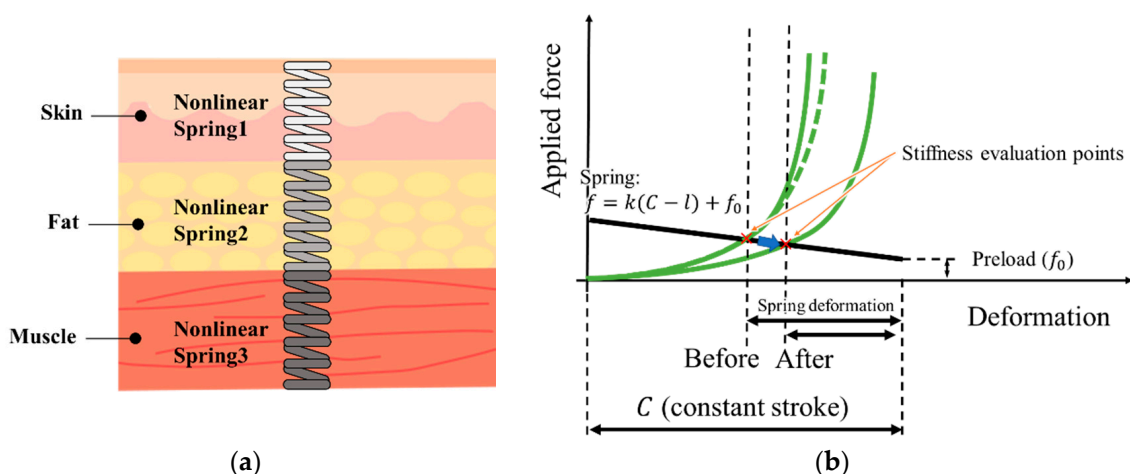 Skin
Nonlinear
Spring1
Fat
Nonlinear
Spring2
Muscle
Nonlinear
Spring3
(a)
Applied force
Spring:
f = k(C − l) + f₀
Stiffness evaluation points
Preload (f₀)
Spring deformation
Deformation
Before
After
C (constant stroke)
(b)